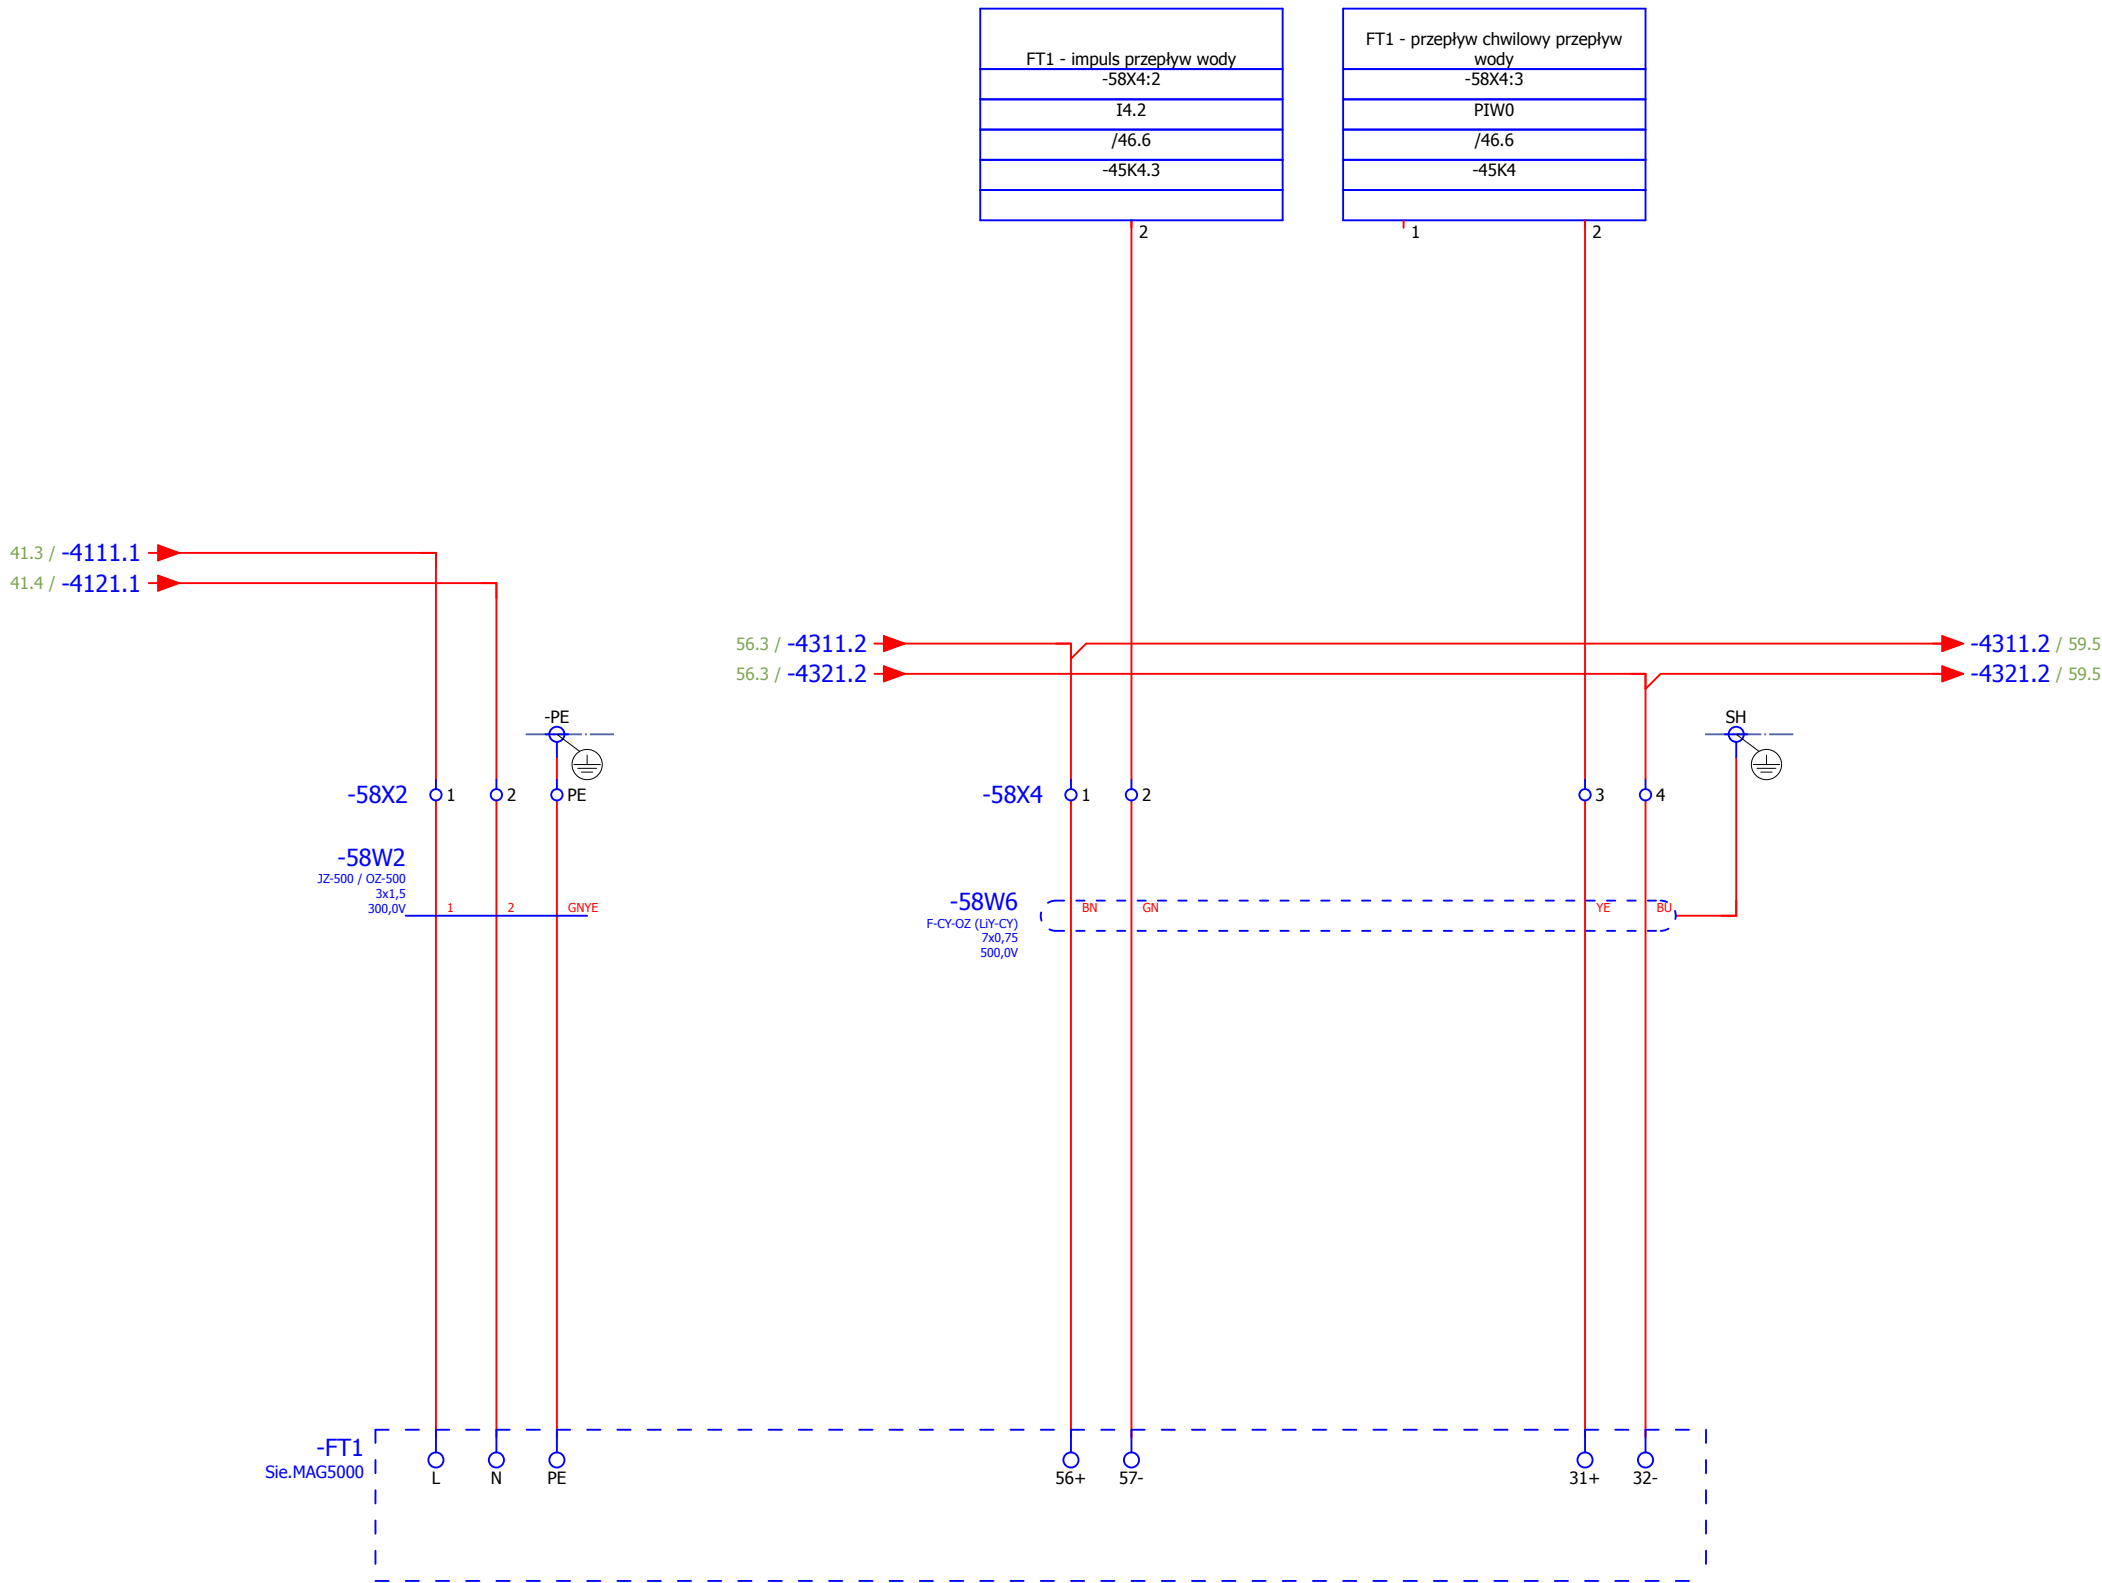 FT1 - impuls przepływ wody
-58X4:2
I4.2
/46.6
-45K4.3
2
FT1 - przepływ chwilowy przepływ
wody
-58X4:3
PIW0
/46.6
-45K4
1
2
41.3 / -4111.1
41.4 / -4121.1
56.3 / -4311.2
56.3 / -4321.2
-4311.2 / 59.5
-4321.2 / 59.5
-PE
SH
-58X2
1
2
PE
-58X4
1
2
3
4
-58W2
JZ-500 / OZ-500
3x1,5
300,0V
1
2
GNYE
-58W6
F-CY-OZ (LiY-CY)
7x0,75
500,0V
BN
GN
YE
BU
-FT1
Sie.MAG5000
L
N
PE
56+
57-
31+
32-